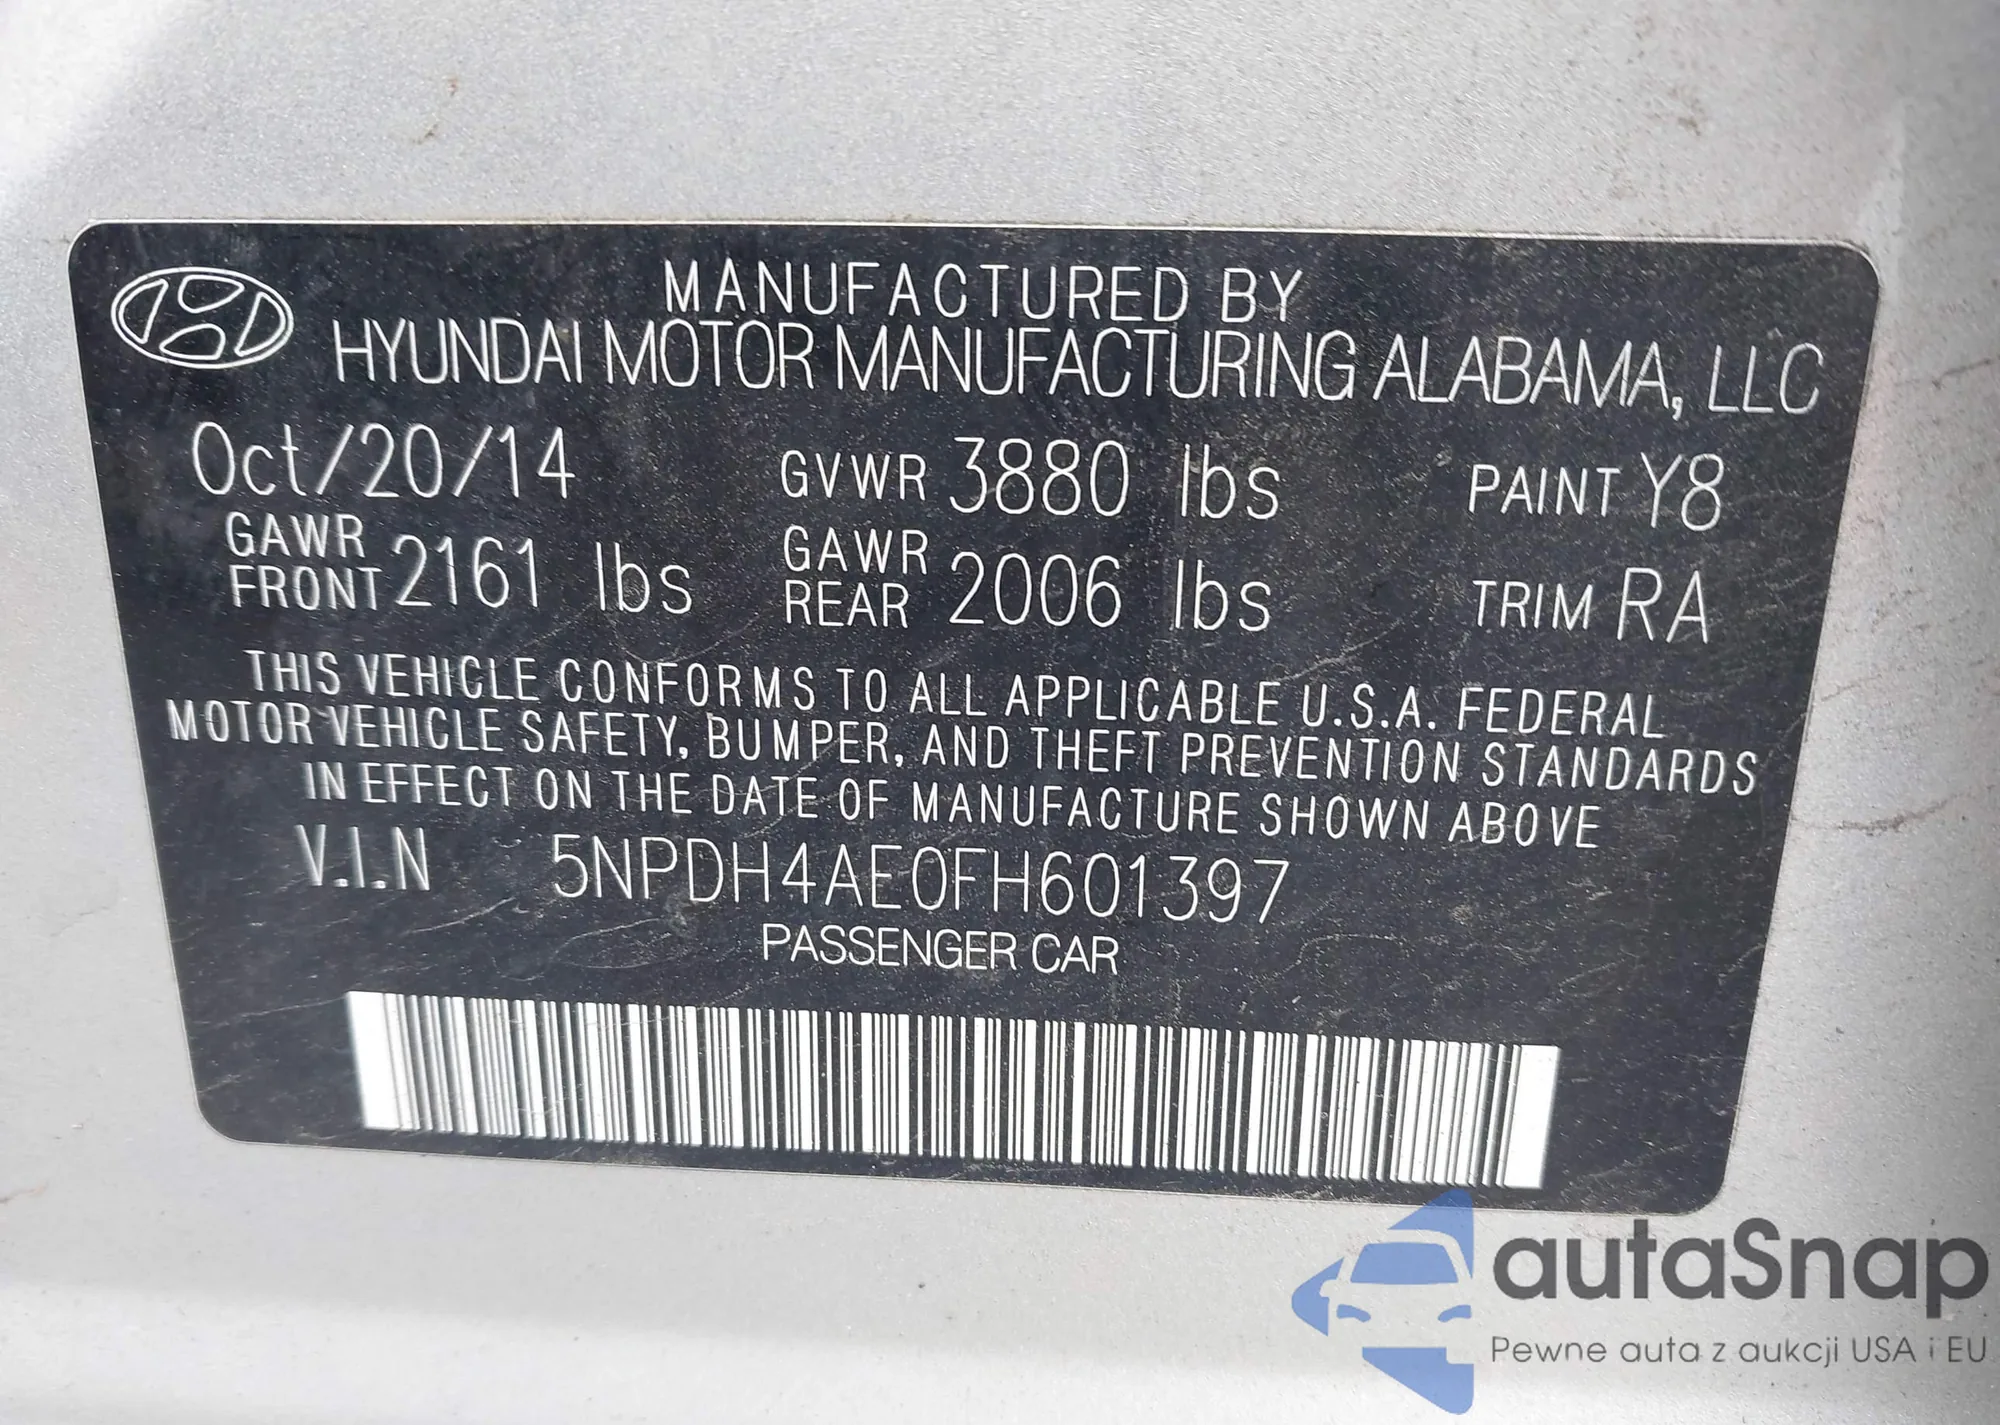 MANUFACTURED BY
HYUNDAI MOTOR MANUFACTURING ALABAMA, LLC
Oct/20/14 GVWR 3880 lbs PAINT Y8
GAWR FRONT 2161 lbs GAWR REAR 2006 lbs TRIM RA
THIS VEHICLE CONFORMS TO ALL APPLICABLE U.S.A. FEDERAL
MOTOR VEHICLE SAFETY, BUMPER, AND THEFT PREVENTION STANDARDS
IN EFFECT ON THE DATE OF MANUFACTURE SHOWN ABOVE
V.I.N 5NPDH4AE0FH601397
PASSENGER CAR
autaSnap
Pewne auta z aukcji USA i EU